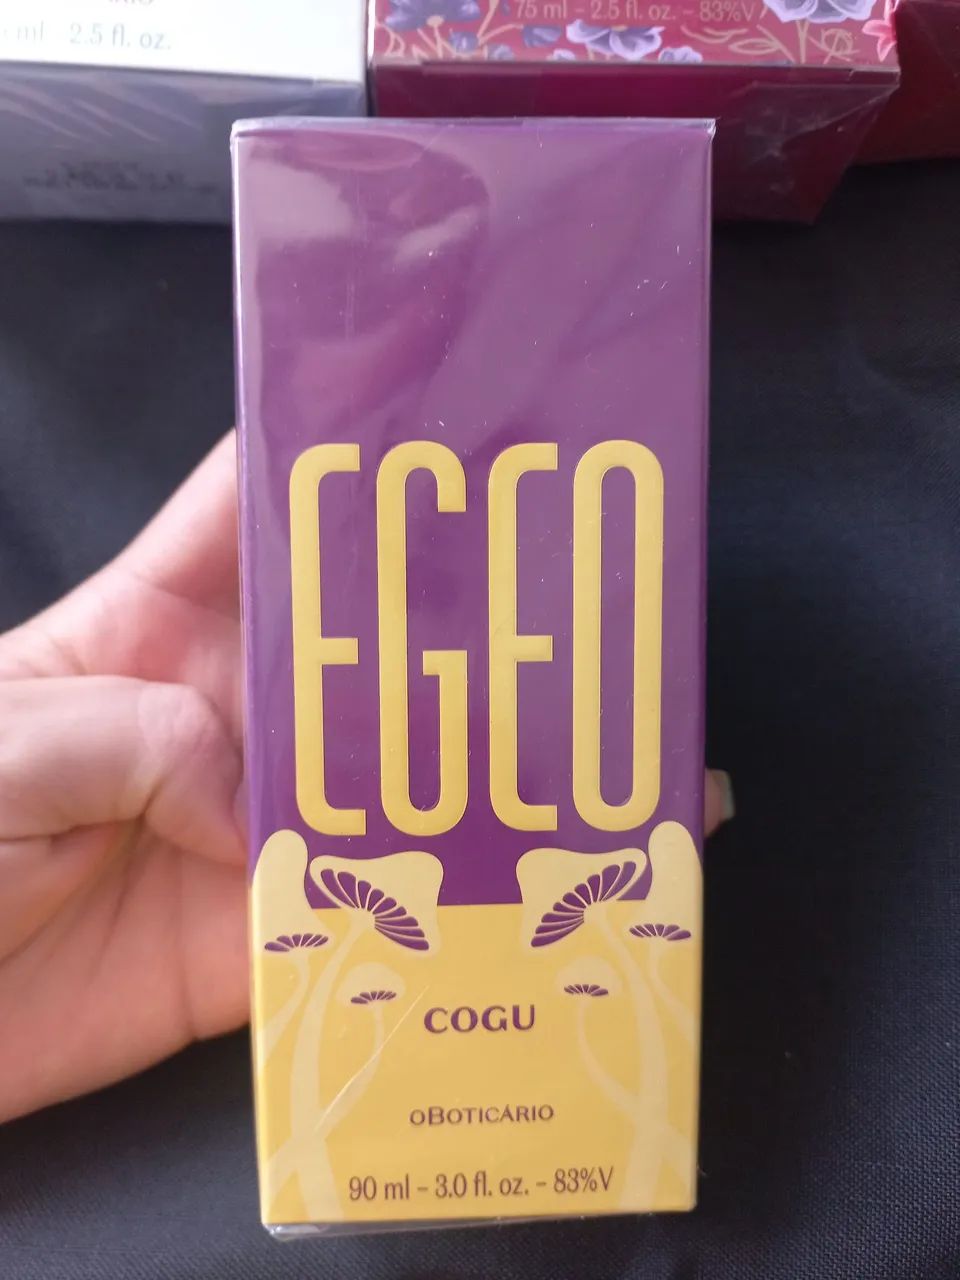 2.5 fl. oz.
75 ml - 2.5 fl. oz. - 83%V
EGEO
COGU
oBOTICÁRIO
90 ml - 3.0 fl. oz. - 83%V